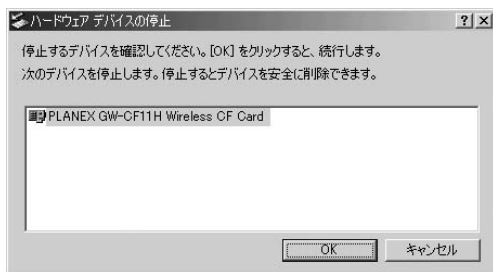 ハードウェア デバイスの停止
停止するデバイスを確認してください。[OK] をクリックすると、続行します。
次のデバイスを停止します。停止するとデバイスを安全に削除できます。
PLANEX GW-CF11H Wireless CF Card
OK
キャンセル